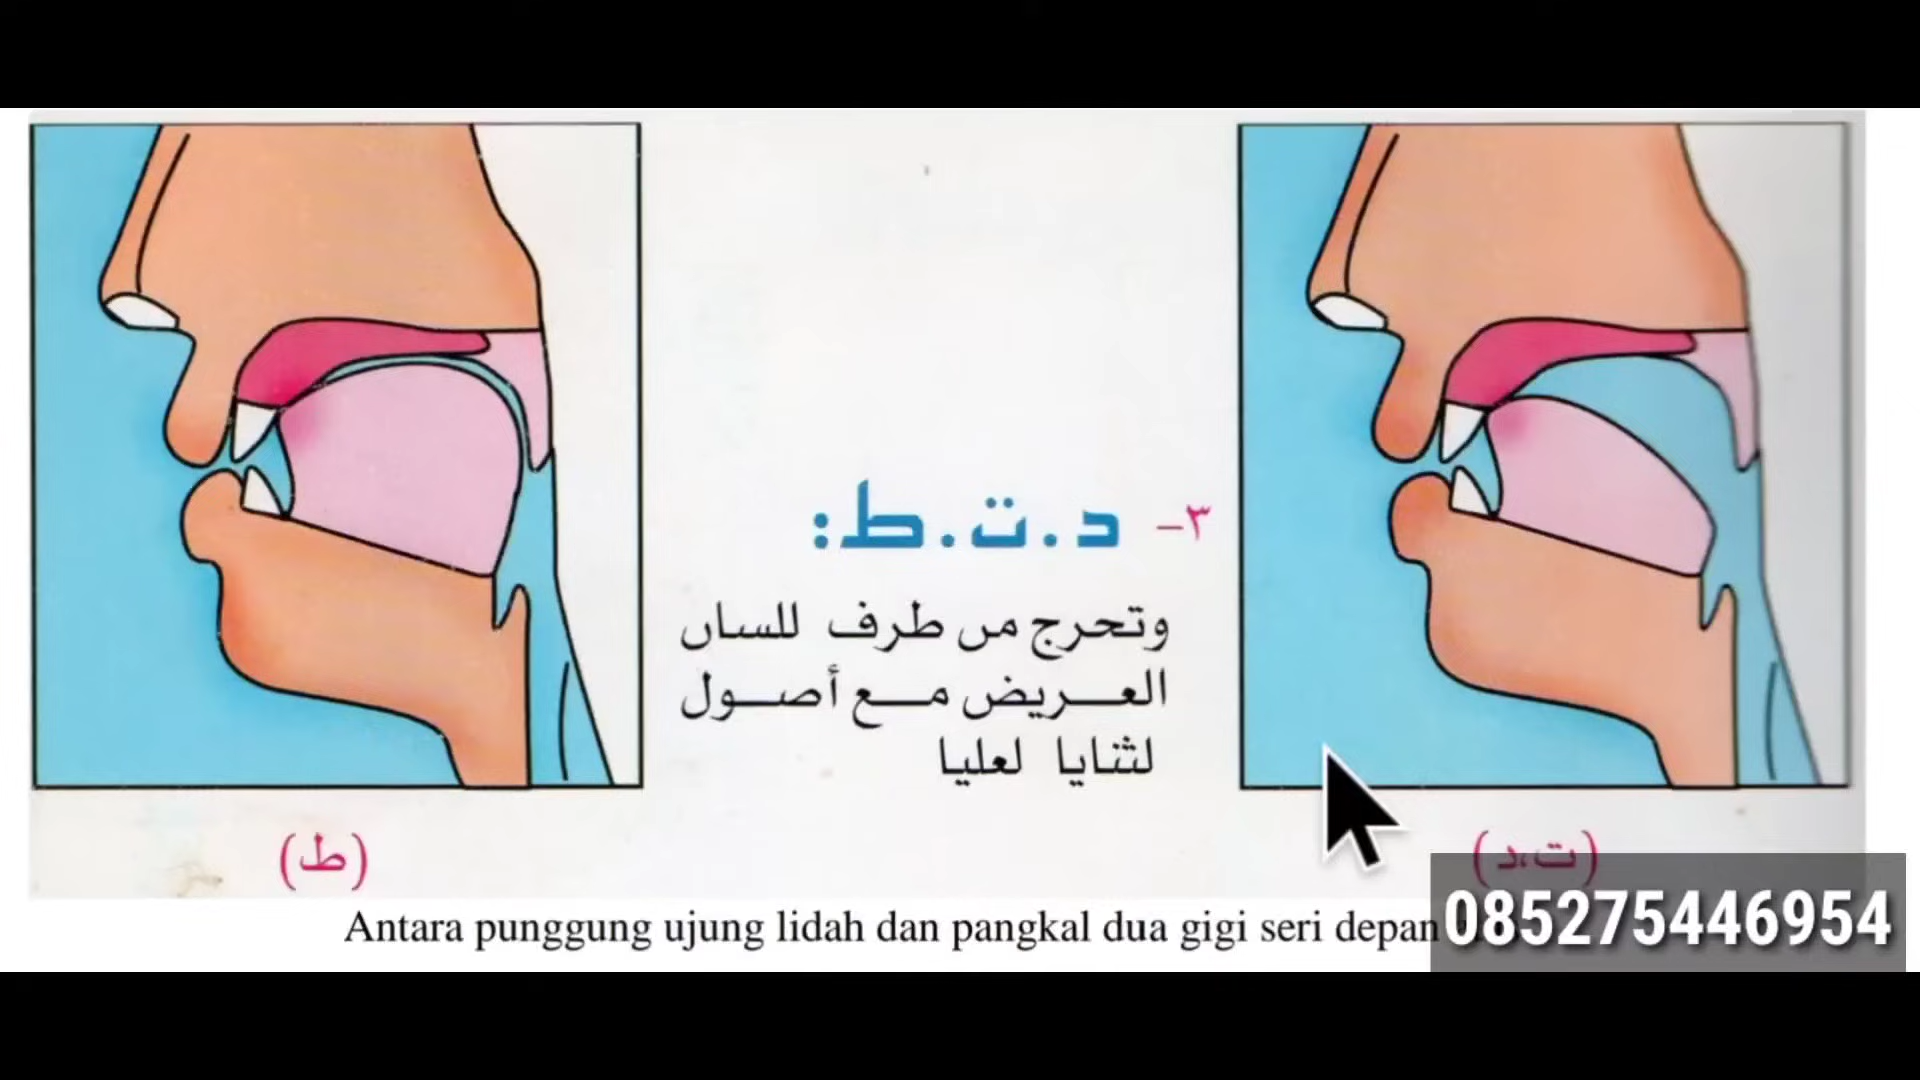 ٣- د . ت . ط :
وتحرج من طرف للسان
العريض مع أصول
لثنايا لعليا
(ط)
(ت،د)
Antara punggung ujung lidah dan pangkal dua gigi seri depan
085275446954